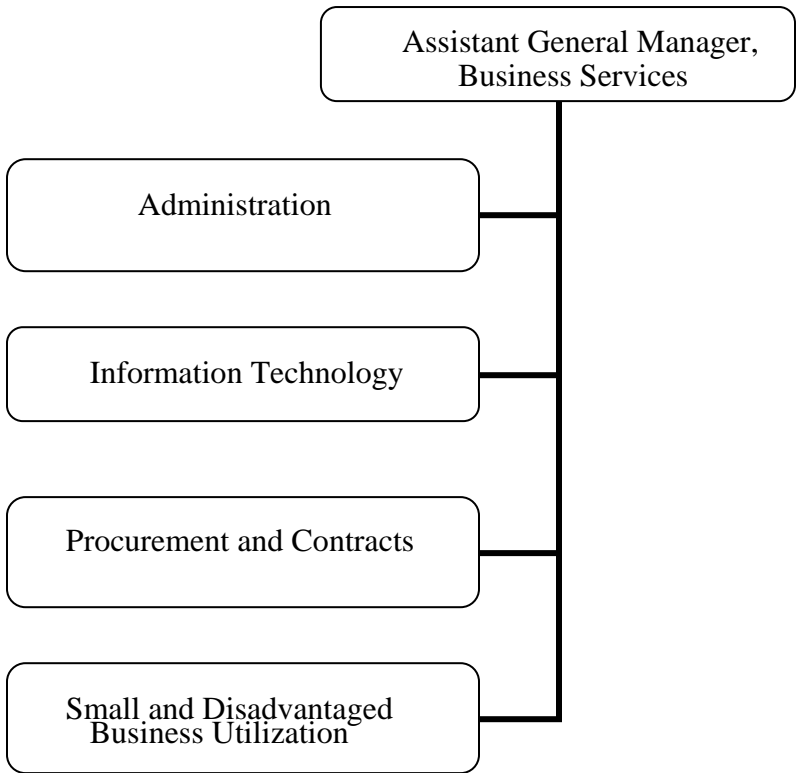 Assistant General Manager,
Business Services
Administration
Information Technology
Procurement and Contracts
Small and Disadvantaged
Business Utilization